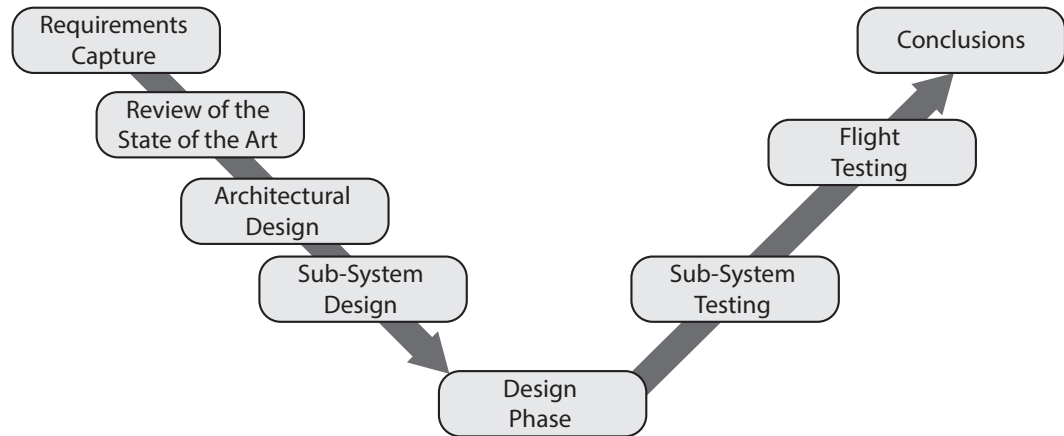 Requirements
Capture
Review of the
State of the Art
Architectural
Design
Sub-System
Design
Design
Phase
Sub-System
Testing
Flight
Testing
Conclusions